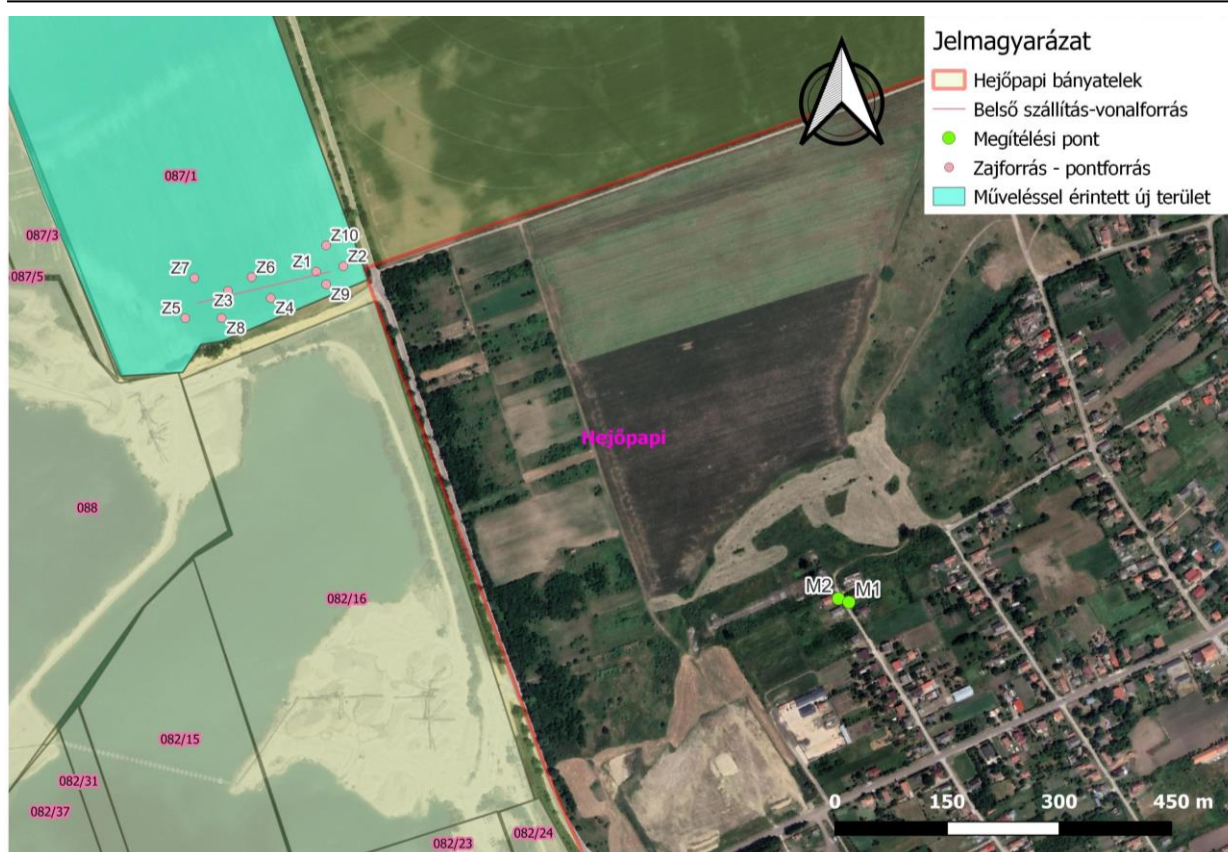 Jelmagyarázat
Hejőpapi bányatelek
Belső szállítás-vonalforrás
Megítélési pont
Zajforrás - pontforrás
Műveléssel érintett új terület
087/1
087/3
087/5
Z10
Z2
Z1
Z6
Z7
Z3
Z4
Z9
Z5
Z8
Nejőpapi
088
082/16
M2
M1
082/15
082/31
082/37
082/24
082/23
0 150 300 450 m